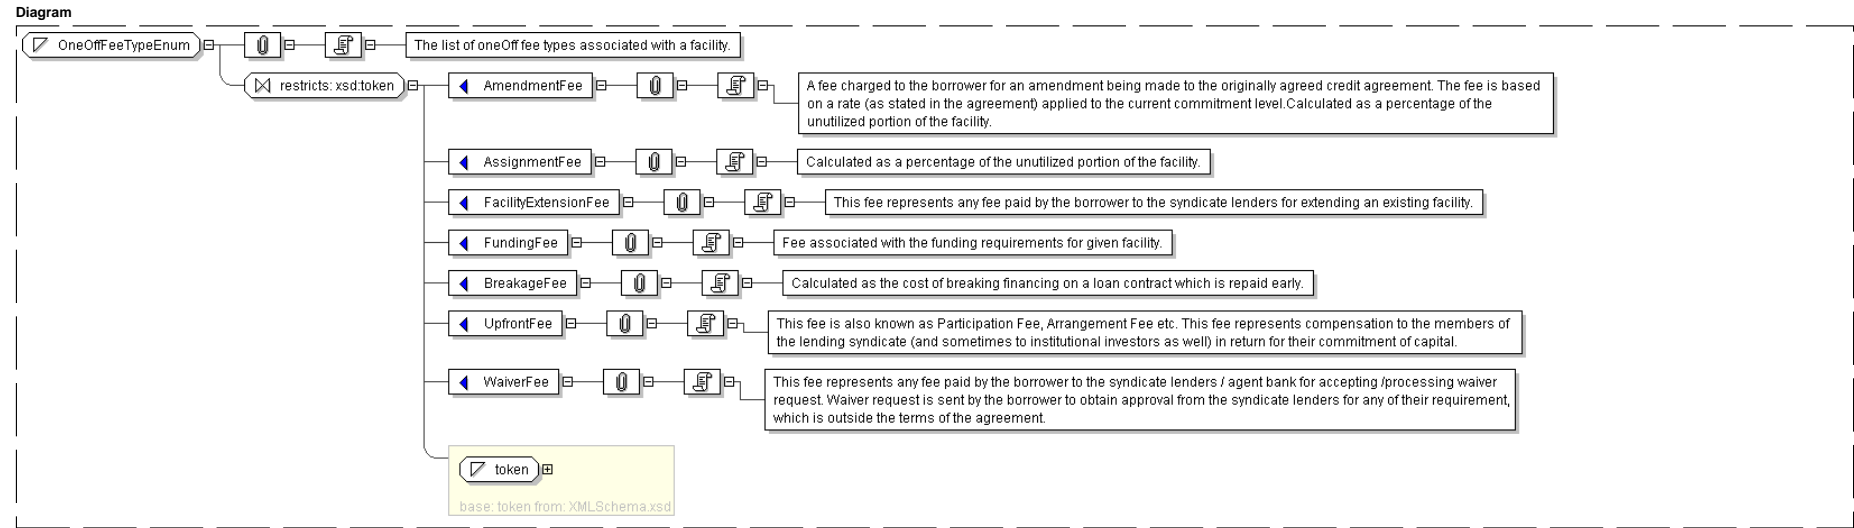 Diagram
OneOffFeeTypeEnum
The list of oneOff fee types associated with a facility.
restricts: xsd:token
AmendmentFee
A fee charged to the borrower for an amendment being made to the originally agreed credit agreement. The fee is based
on a rate (as stated in the agreement) applied to the current commitment level.Calculated as a percentage of the
unutilized portion of the facility.
AssignmentFee
Calculated as a percentage of the unutilized portion of the facility.
FacilityExtensionFee
This fee represents any fee paid by the borrower to the syndicate lenders for extending an existing facility.
FundingFee
Fee associated with the funding requirements for given facility.
BreakageFee
Calculated as the cost of breaking financing on a loan contract which is repaid early.
UpfrontFee
This fee is also known as Participation Fee, Arrangement Fee etc. This fee represents compensation to the members of
the lending syndicate (and sometimes to institutional investors as well) in return for their commitment of capital.
WaiverFee
This fee represents any fee paid by the borrower to the syndicate lenders / agent bank for accepting /processing waiver
request. Waiver request is sent by the borrower to obtain approval from the syndicate lenders for any of their requirement,
which is outside the terms of the agreement.
token
base: token from: XMLSchema.xsd